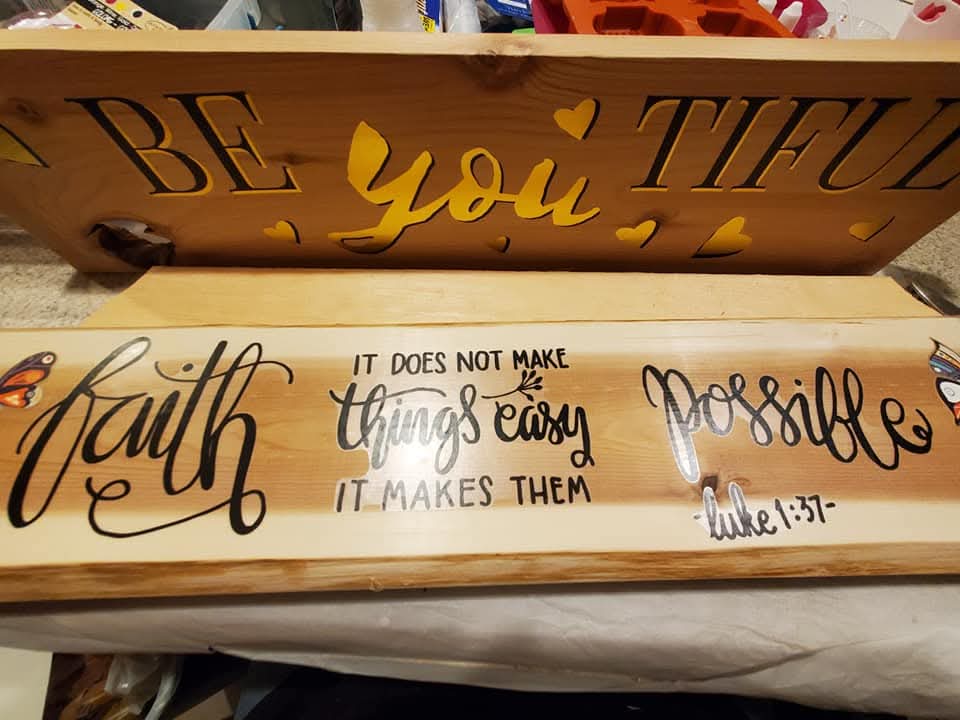 BE you TIFUL
faith
IT DOES NOT MAKE
things easy
IT MAKES THEM
possible
-luke 1:37-